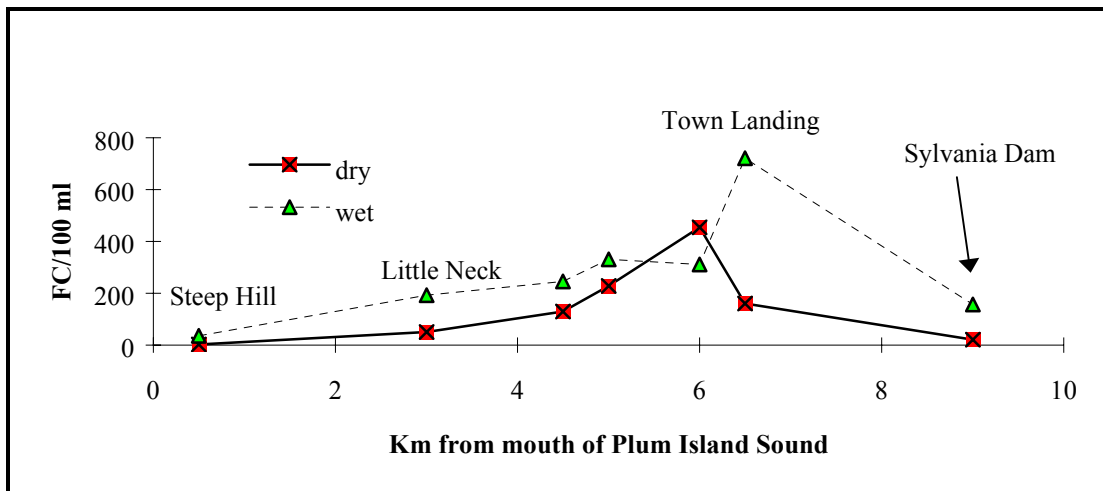 Town Landing
Sylvania Dam
Little Neck
Steep Hill
dry
wet
FC/100 ml
800
600
400
200
0
0 2 4 6 8 10
Km from mouth of Plum Island Sound